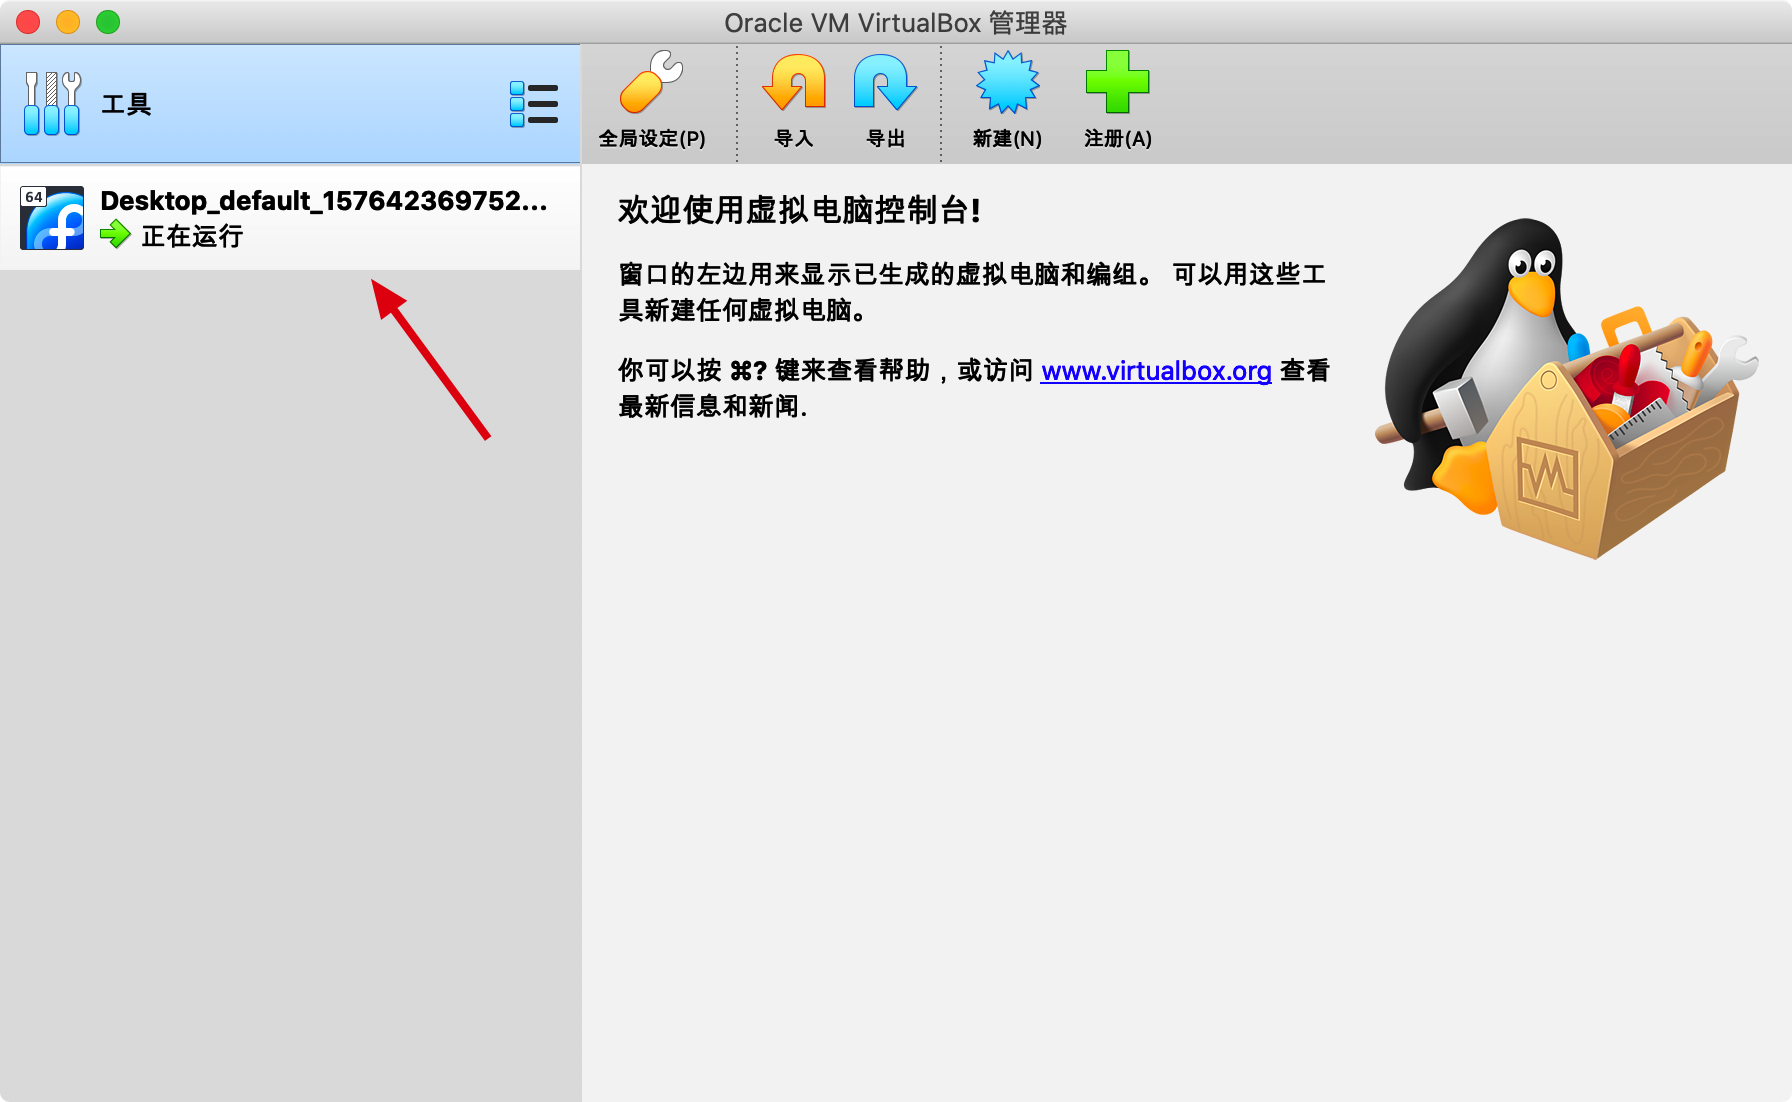 Oracle VM VirtualBox 管理器
工具
全局设定(P)
导入
导出
新建(N)
注册(A)
64
Desktop_default_157642369752...
正在运行
欢迎使用虚拟电脑控制台!
窗口的左边用来显示已生成的虚拟电脑和编组。 可以用这些工
具新建任何虚拟电脑。
你可以按 ⌘? 键来查看帮助，或访问 www.virtualbox.org 查看
最新信息和新闻.